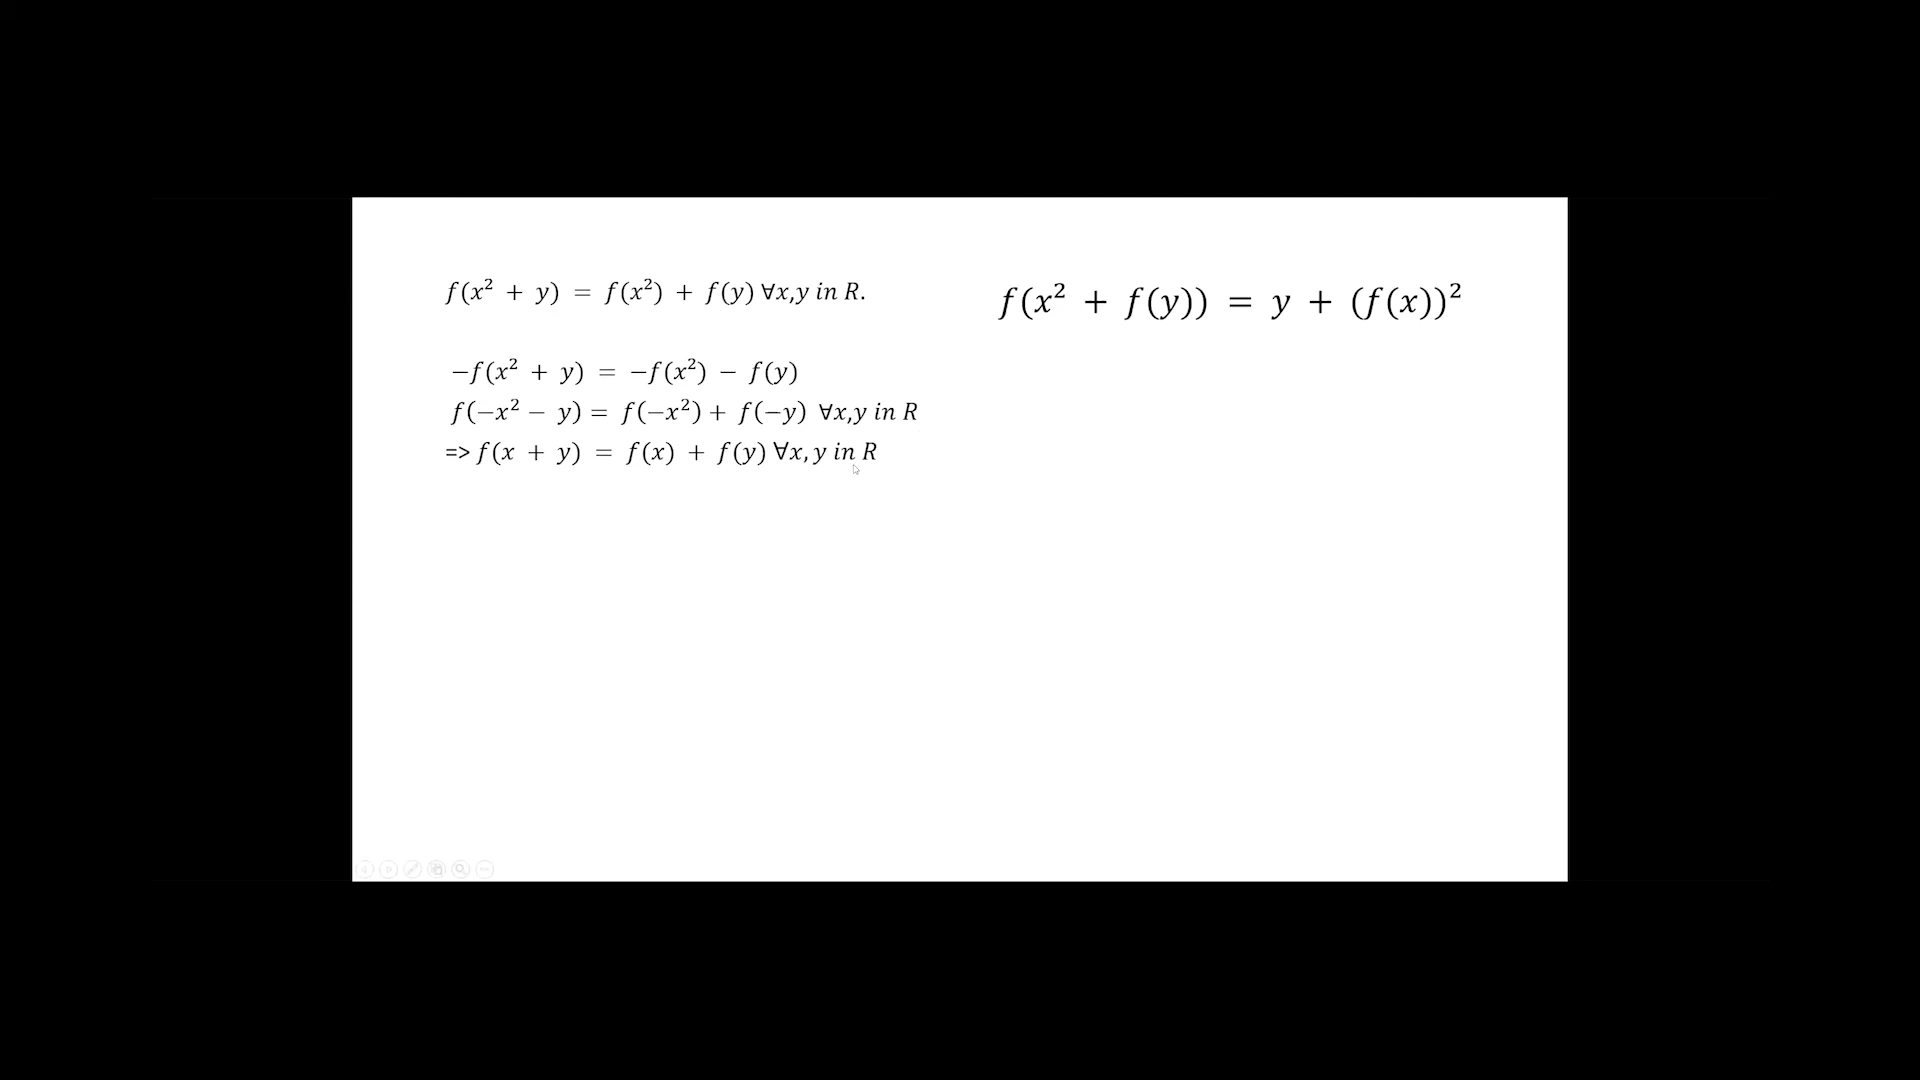 f(x² + y) = f(x²) + f(y) ∀x,y in R.
f(x² + f(y)) = y + (f(x))²
−f(x² + y) = −f(x²) − f(y)
f(−x² − y) = f(−x²) + f(−y) ∀x,y in R
=> f(x + y) = f(x) + f(y) ∀x, y in R